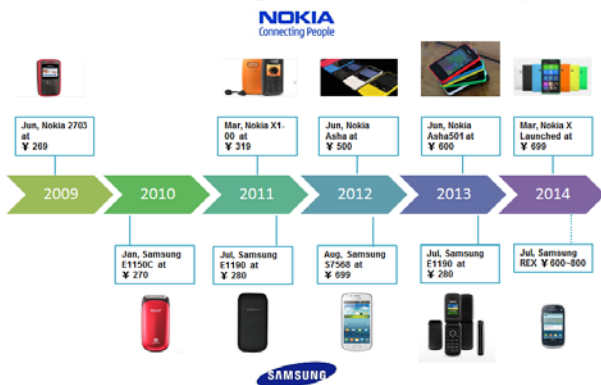 NOKIA
Connecting People
Jun, Nokia 2703
at
¥ 269
Mar, Nokia X1-
00 at
¥ 319
Jun, Nokia
Asha at
¥ 500
Jun, Nokia
Asha501 at
¥ 600
Mar, Nokia X
Launched at
¥ 699
2009
2010
2011
2012
2013
2014
Jan, Samsung
E1150C at
¥ 270
Jul, Samsung
E1190 at
¥ 280
Aug, Samsung
S7568 at
¥ 699
Jul, Samsung
E1190 at
¥ 280
Jul, Samsung
REX ¥ 600~800
SAMSUNG